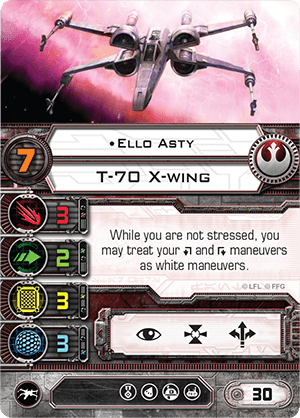 •Ello Asty
7
T-70 X-wing
3
While you are not stressed, you
2
may treat your ↰ and ↱ maneuvers
as white maneuvers.
3
©LFL ©FFG
3
30